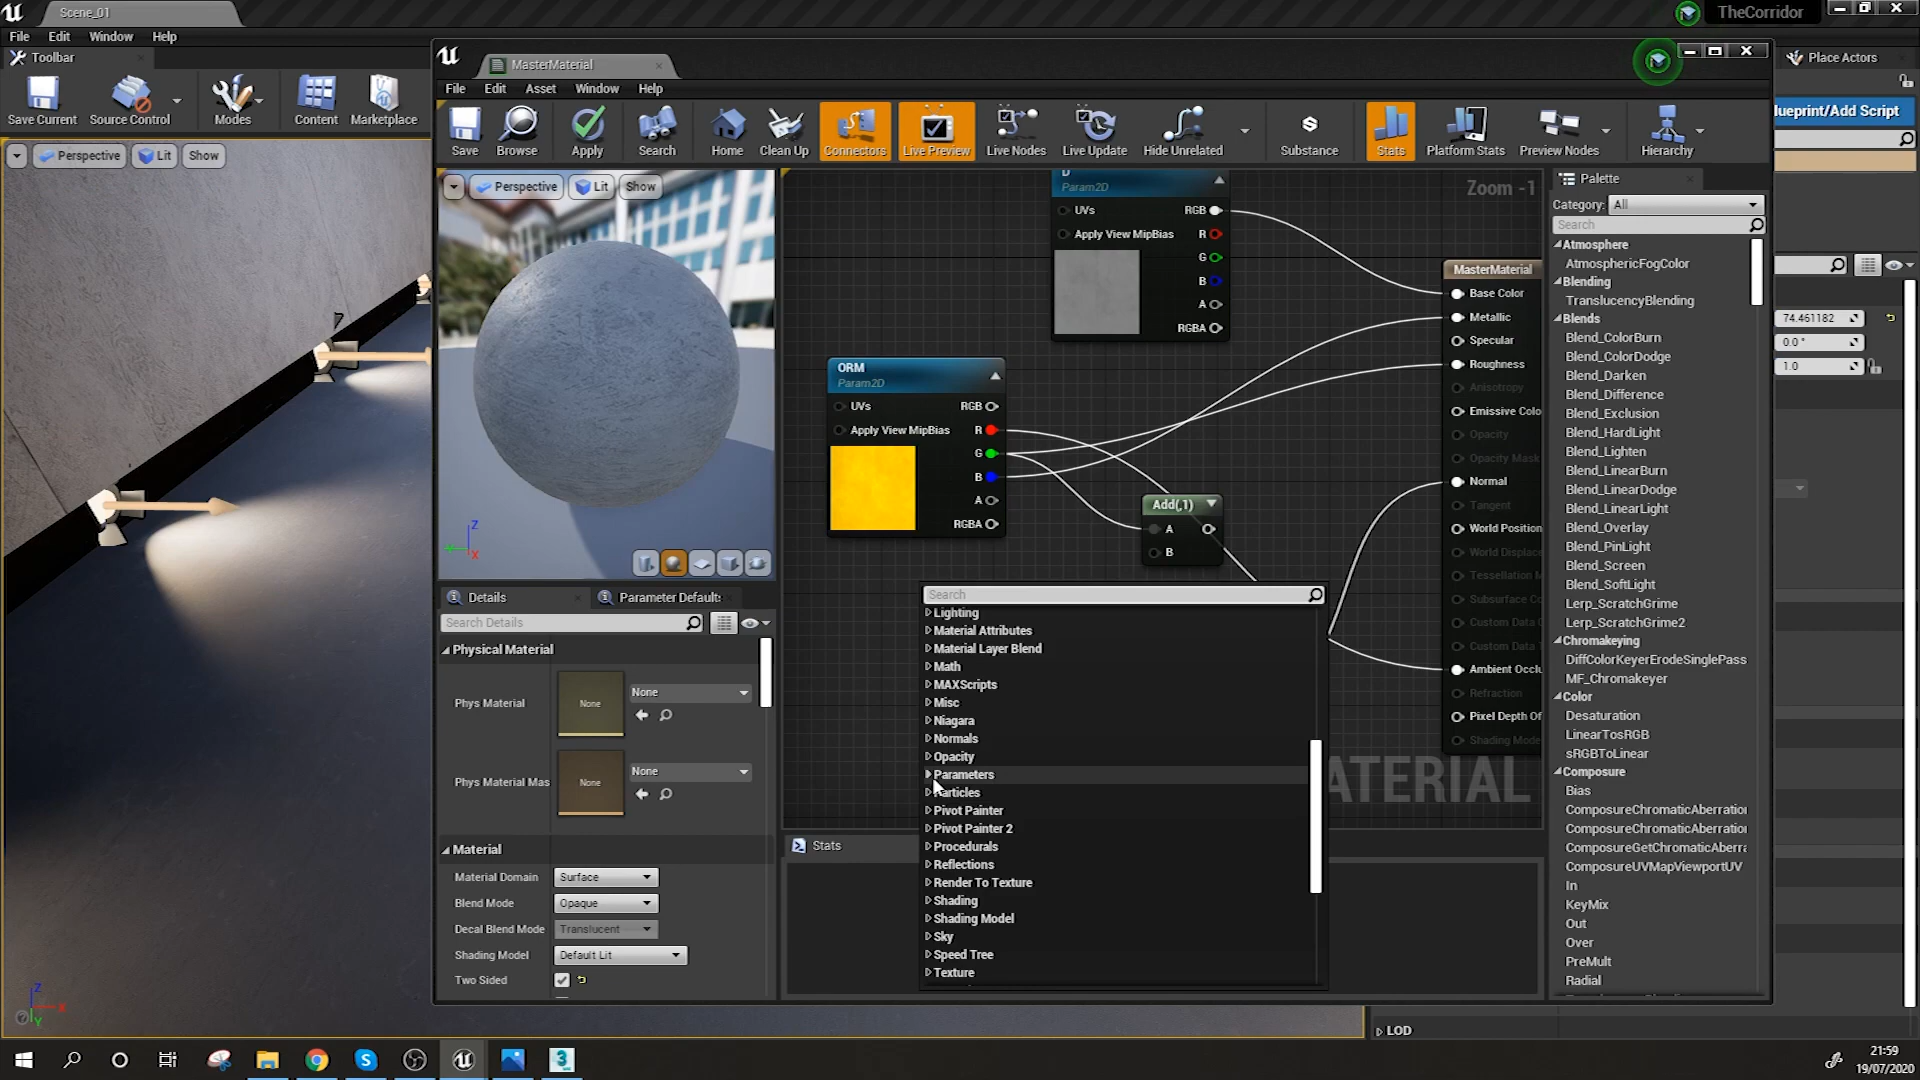 Scene_01
TheCorridor
File Edit Window Help
Toolbar
Save Current
Source Control
Modes
Content
Marketplace
Perspective Lit Show
MasterMaterial
File Edit Asset Window Help
Save
Browse
Apply
Search
Home
Clean Up
Connectors
Live Preview
Live Nodes
Live Update
Hide Unrelated
Substance
Stats
Platform Stats
Preview Nodes
Hierarchy
Place Actors
lueprint/Add Script
74.461182
0.0 °
1.0
LOD
Perspective Lit Show
Z
X
Details
Parameter Default
Search Details
Physical Material
Phys Material
None
None
Phys Material Mas
None
None
Material
Material Domain Surface
Blend Mode Opaque
Decal Blend Mode Translucent
Shading Model Default Lit
Two Sided
Zoom -1
D
Param2D
UVs RGB
Apply View MipBias R
G
B
A
RGBA
ORM
Param2D
UVs RGB
Apply View MipBias R
G
B
A
RGBA
Add(,1)
A
B
MasterMaterial
Base Color
Metallic
Specular
Roughness
Anisotropy
Emissive Colo
Opacity
Opacity Mask
Normal
Tangent
World Position
World Displace
Tessellation M
Subsurface Co
Custom Data
Custom Data
Ambient Occlu
Refraction
Pixel Depth Of
Shading Mode
ATERIAL
Search
Lighting
Material Attributes
Material Layer Blend
Math
MAXScripts
Misc
Niagara
Normals
Opacity
Parameters
articles
Pivot Painter
Pivot Painter 2
Procedurals
Reflections
Render To Texture
Shading
Shading Model
Sky
Speed Tree
Texture
Stats
Palette
Category: All
Search
Atmosphere
AtmosphericFogColor
Blending
TranslucencyBlending
Blends
Blend_ColorBurn
Blend_ColorDodge
Blend_Darken
Blend_Difference
Blend_Exclusion
Blend_HardLight
Blend_Lighten
Blend_LinearBurn
Blend_LinearDodge
Blend_LinearLight
Blend_Overlay
Blend_PinLight
Blend_Screen
Blend_SoftLight
Lerp_ScratchGrime
Lerp_ScratchGrime2
Chromakeying
DiffColorKeyerErodeSinglePass
MF_Chromakeyer
Color
Desaturation
LinearTosRGB
sRGBToLinear
Composure
Bias
ComposureChromaticAberration
ComposureChromaticAberration
ComposureGetChromaticAberra
ComposureUVMapViewportUV
In
KeyMix
Out
Over
PreMult
Radial
Z
X
Y
21:59
19/07/2020